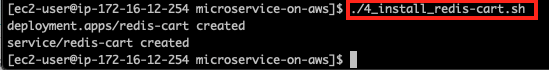 [ec2-user@ip-172-16-12-254 microservice-on-aws]$ ./4_install_redis-cart.sh
deployment.apps/redis-cart created
service/redis-cart created
[ec2-user@ip-172-16-12-254 microservice-on-aws]$